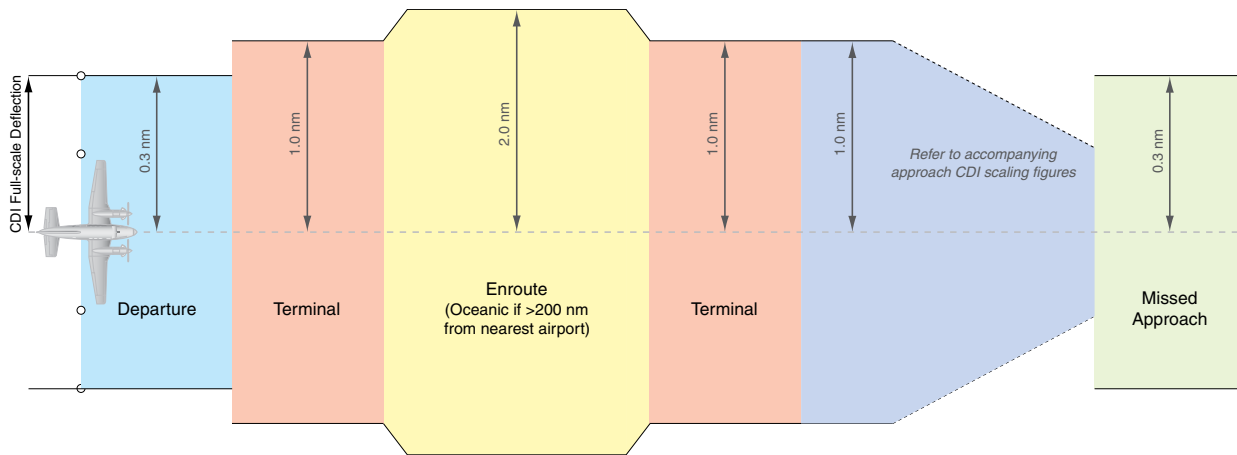 CDI Full-scale Deflection
0.3 nm
1.0 nm
2.0 nm
1.0 nm
1.0 nm
0.3 nm
Refer to accompanying
approach CDI scaling figures
Departure
Terminal
Enroute
(Oceanic if >200 nm
from nearest airport)
Terminal
Missed
Approach